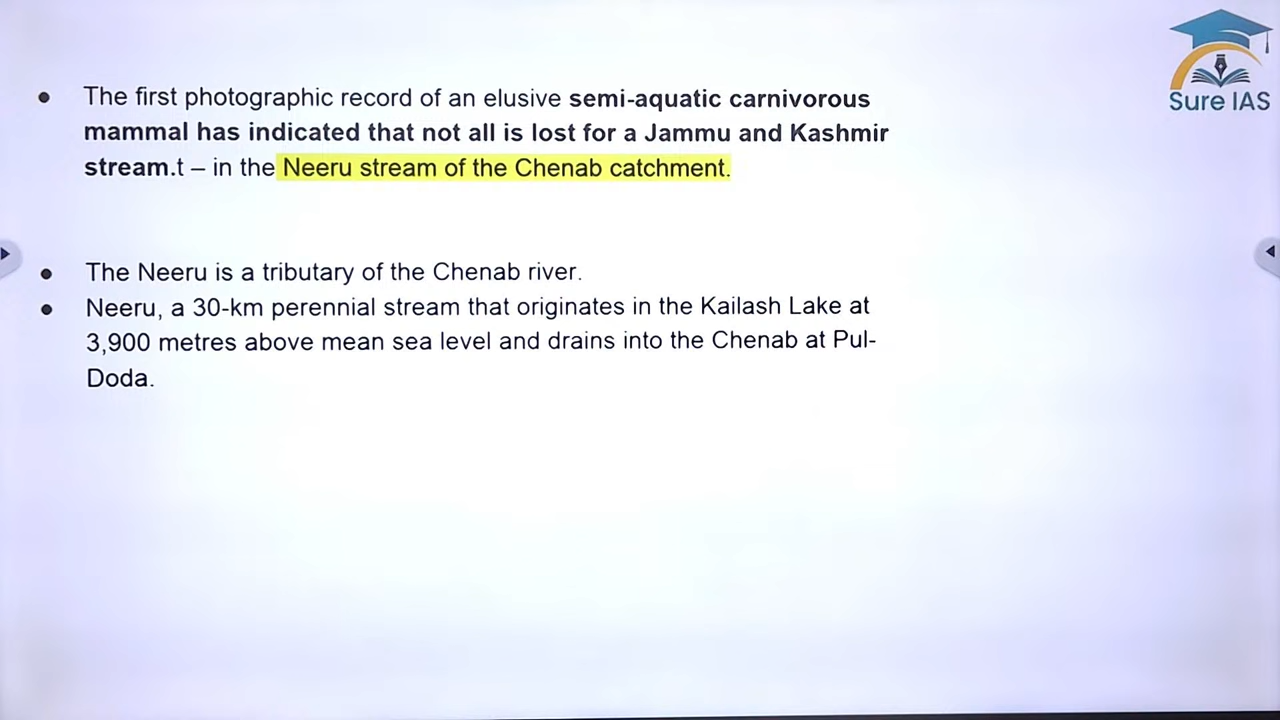 Sure IAS
• The first photographic record of an elusive semi-aquatic carnivorous
mammal has indicated that not all is lost for a Jammu and Kashmir
stream.t – in the Neeru stream of the Chenab catchment.
• The Neeru is a tributary of the Chenab river.
• Neeru, a 30-km perennial stream that originates in the Kailash Lake at
3,900 metres above mean sea level and drains into the Chenab at Pul-
Doda.